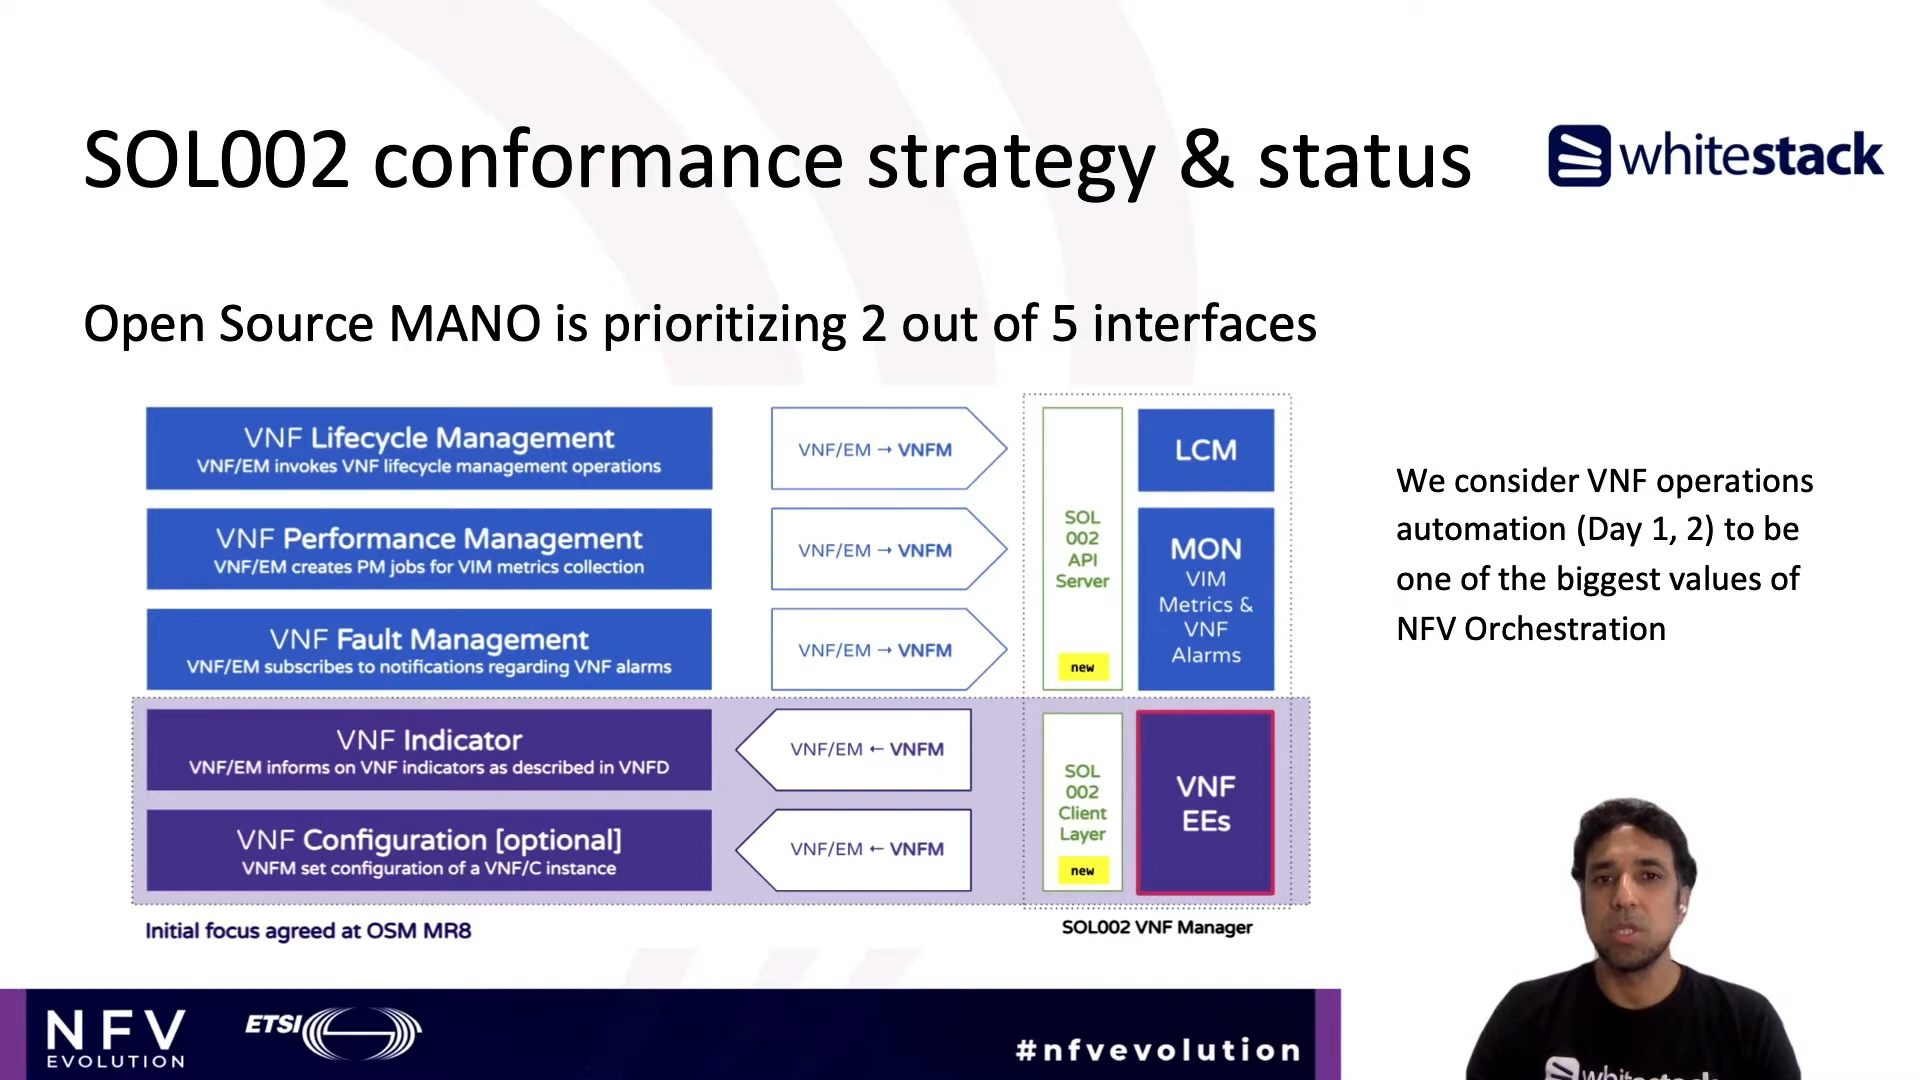 SOL002 conformance strategy & status
whitestack
Open Source MANO is prioritizing 2 out of 5 interfaces
VNF Lifecycle Management
VNF/EM invokes VNF lifecycle management operations
VNF/EM → VNFM
VNF Performance Management
VNF/EM creates PM jobs for VIM metrics collection
VNF/EM → VNFM
VNF Fault Management
VNF/EM subscribes to notifications regarding VNF alarms
VNF/EM → VNFM
SOL
002
API
Server
new
LCM
MON
VIM
Metrics &
VNF
Alarms
VNF Indicator
VNF/EM informs on VNF indicators as described in VNFD
VNF/EM ← VNFM
VNF Configuration [optional]
VNFM set configuration of a VNF/C instance
VNF/EM ← VNFM
SOL
002
Client
Layer
new
VNF
EEs
Initial focus agreed at OSM MR8
SOL002 VNF Manager
We consider VNF operations
automation (Day 1, 2) to be
one of the biggest values of
NFV Orchestration
NFV
EVOLUTION
ETSI
#nfvevolution
whitestack